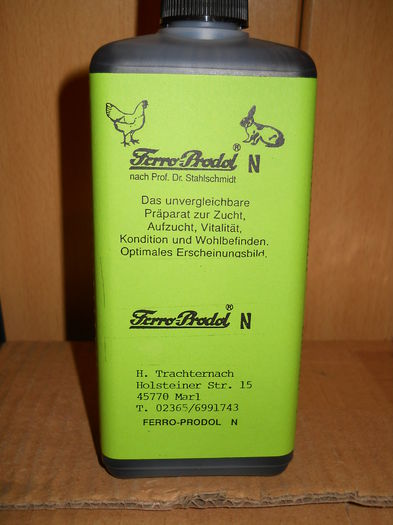 Ferro-Prodol® N
nach Prof. Dr. Stahlschmidt
Das unvergleichbare
Präparat zur Zucht,
Aufzucht, Vitalität,
Kondition und Wohlbefinden.
Optimales Erscheinungsbild.
Ferro-Prodol® N
H. Trachternach
Holsteiner Str. 15
45770 Marl
T. 02365/6991743
FERRO-PRODOL N